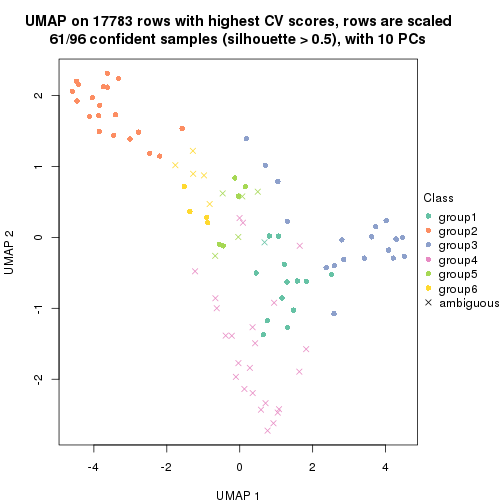 UMAP on 17783 rows with highest CV scores, rows are scaled
61/96 confident samples (silhouette > 0.5), with 10 PCs
2
1
0
-1
-2
UMAP 2
-4
-2
0
2
4
UMAP 1
Class
group1
group2
group3
group4
group5
group6
ambiguous